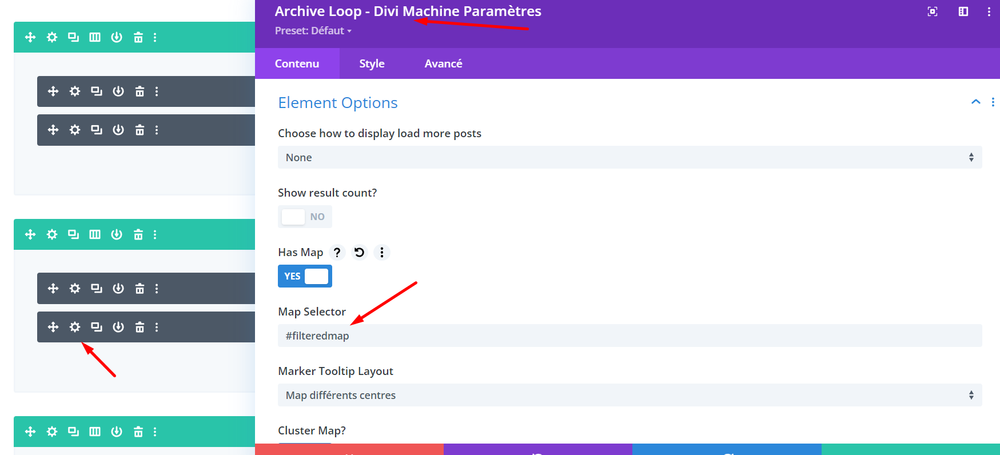 Archive Loop - Divi Machine Paramètres
Preset: Défaut
Contenu
Style
Avancé
Element Options
Choose how to display load more posts
None
Show result count?
NO
Has Map ?
YES
Map Selector
#filteredmap
Marker Tooltip Layout
Map différents centres
Cluster Map?